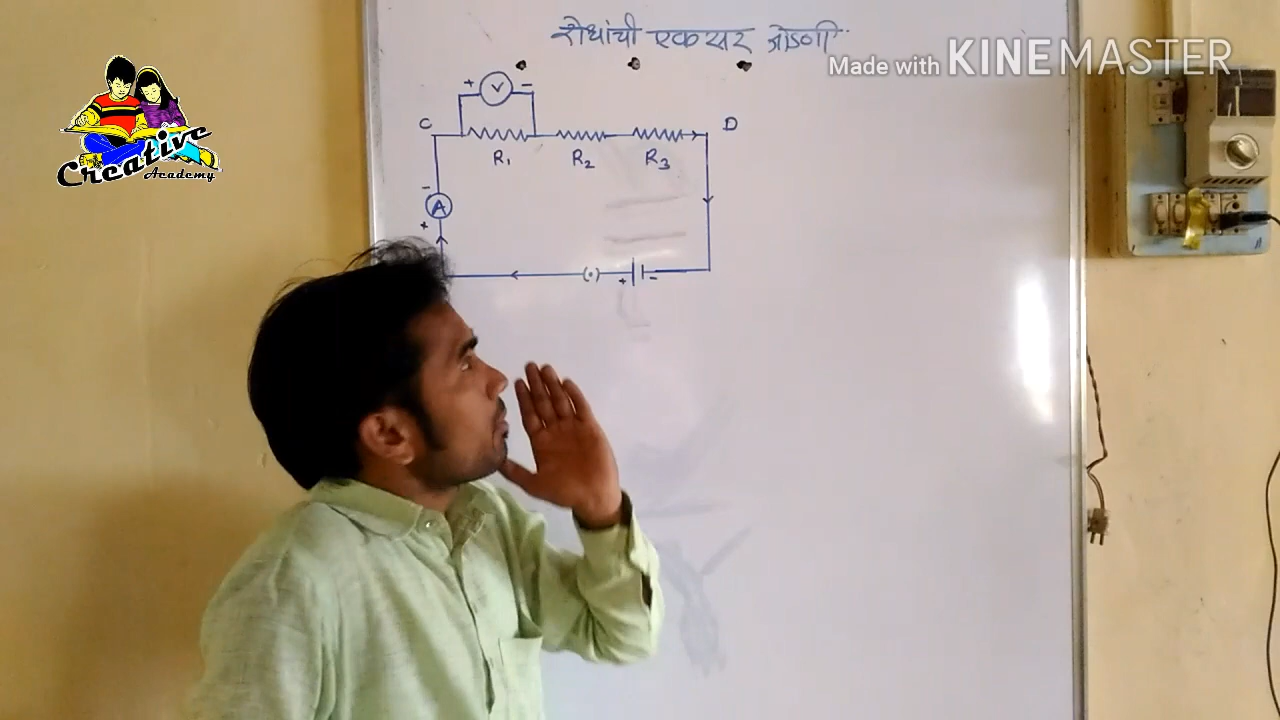 रोधांची एकसर जोडणी
Made with KINEMASTER
Creative
Academy
+ V -
C D
R₁ R₂ R₃
-
A
+
(•) + -